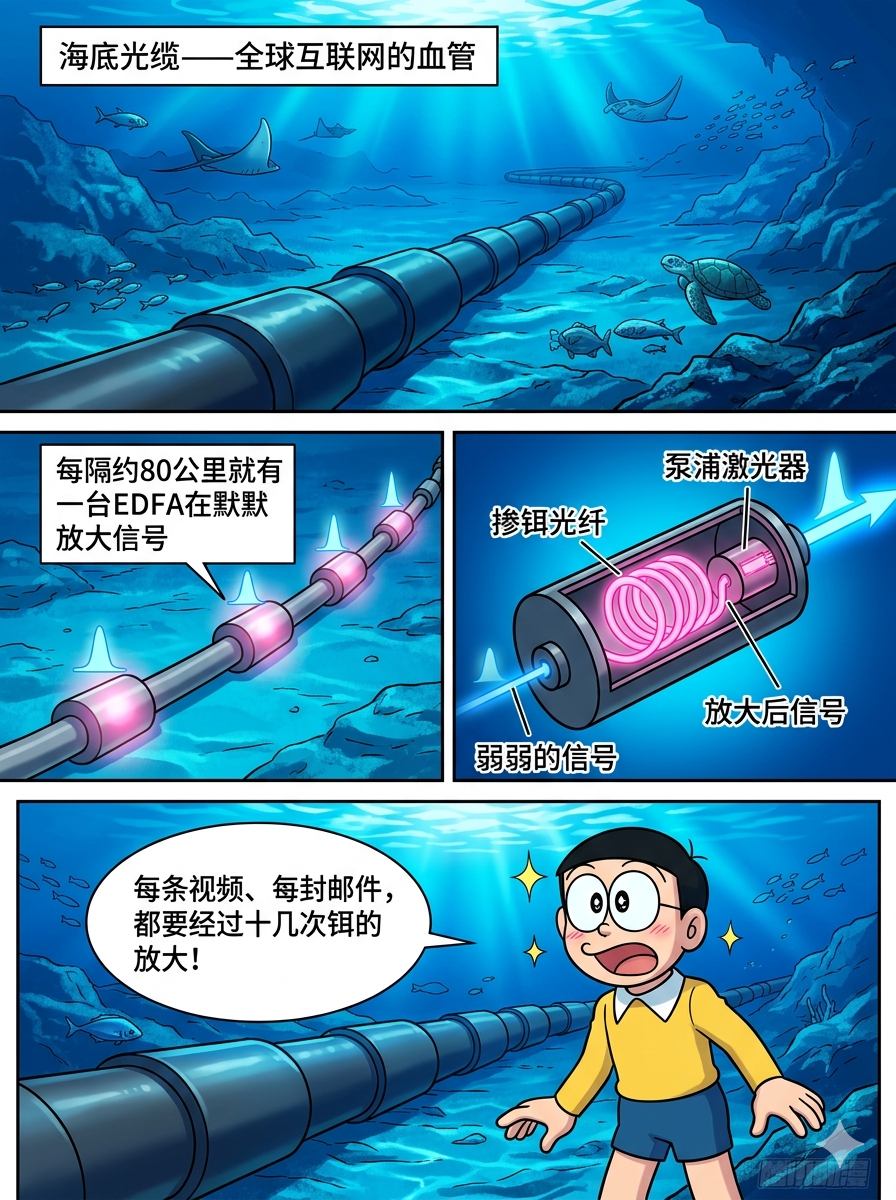 海底光缆——全球互联网的血管
每隔约80公里就有
一台EDFA在默默
放大信号
泵浦激光器
掺铒光纤
放大后信号
弱弱的信号
每条视频、每封邮件，
都要经过十几次铒的
放大！